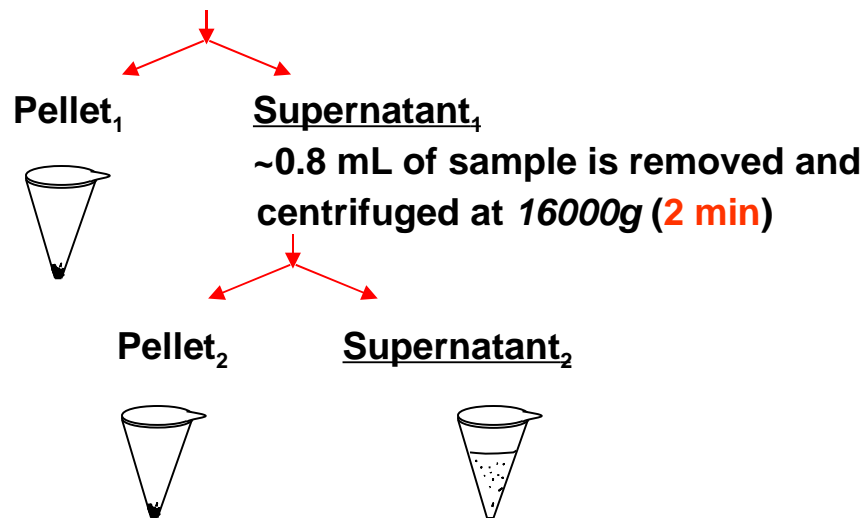 Pellet₁ Supernatant₁
~0.8 mL of sample is removed and
centrifuged at 16000g (2 min)
Pellet₂ Supernatant₂